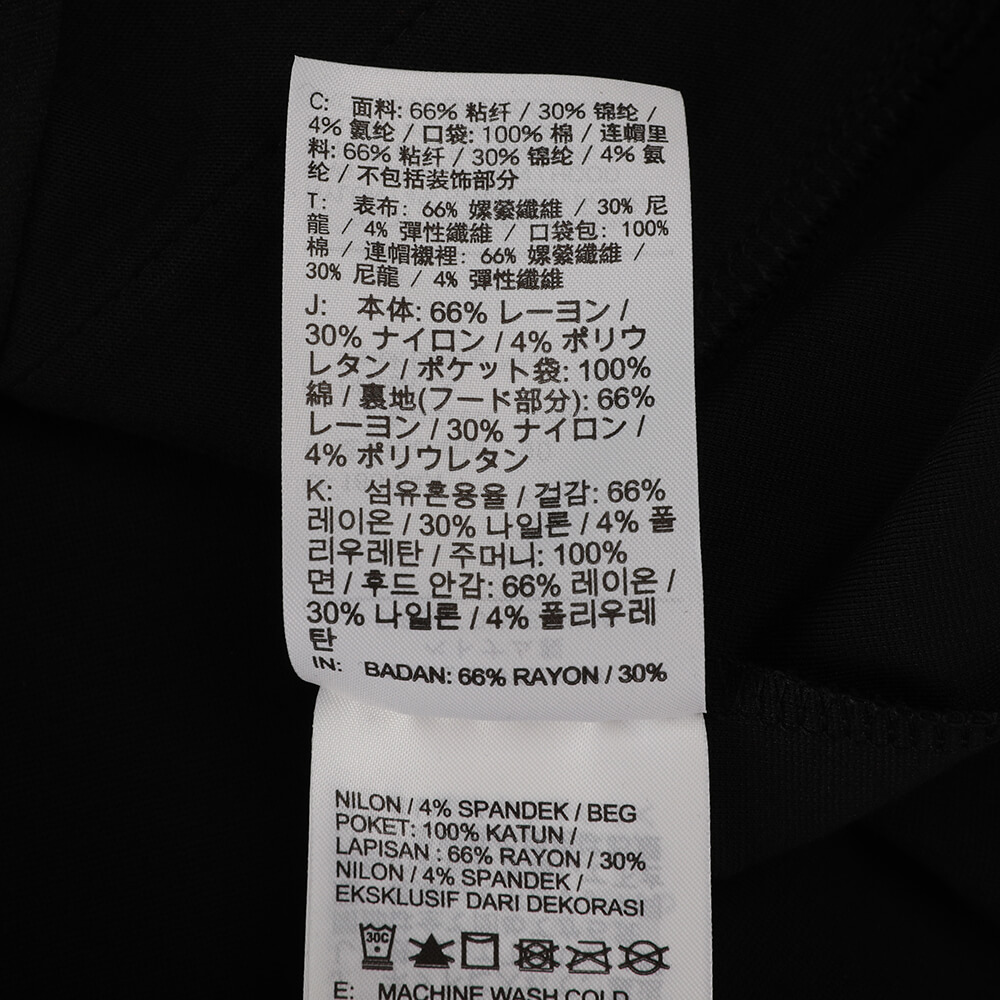 C: 面料: 66% 粘纤 / 30% 锦纶 /
4% 氨纶 / 口袋: 100% 棉 / 连帽里
料: 66% 粘纤 / 30% 锦纶 / 4% 氨
纶 / 不包括装饰部分
T: 表布: 66% 嫘縈纖維 / 30% 尼
龍 / 4% 彈性纖維 / 口袋包: 100%
棉 / 連帽襯裡: 66% 嫘縈纖維 /
30% 尼龍 / 4% 彈性纖維
J: 本体: 66% レーヨン /
30% ナイロン / 4% ポリウ
レタン / ポケット袋: 100%
綿 / 裏地(フード部分): 66%
レーヨン / 30% ナイロン /
4% ポリウレタン
K: 섬유혼용율 / 겉감: 66%
레이온 / 30% 나일론 / 4% 폴
리우레탄 / 주머니: 100%
면 / 후드 안감: 66% 레이온 /
30% 나일론 / 4% 폴리우레
탄
IN: BADAN: 66% RAYON / 30%
NILON / 4% SPANDEK / BEG
POKET: 100% KATUN /
LAPISAN : 66% RAYON / 30%
NILON / 4% SPANDEK /
EKSKLUSIF DARI DEKORASI
30C
E: MACHINE WASH COLD